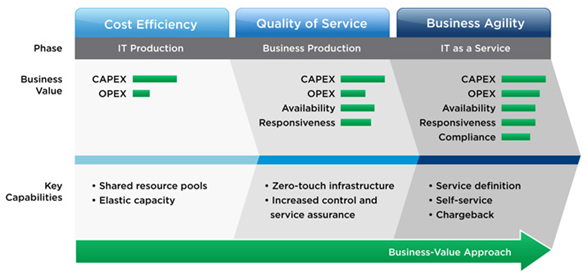 Cost Efficiency
Quality of Service
Business Agility
Phase
IT Production
Business Production
IT as a Service
Business
Value
CAPEX
OPEX
CAPEX
OPEX
Availability
Responsiveness
CAPEX
OPEX
Availability
Responsiveness
Compliance
Key
Capabilities
• Shared resource pools
• Elastic capacity
• Zero-touch infrastructure
• Increased control and
service assurance
• Service definition
• Self-service
• Chargeback
Business-Value Approach